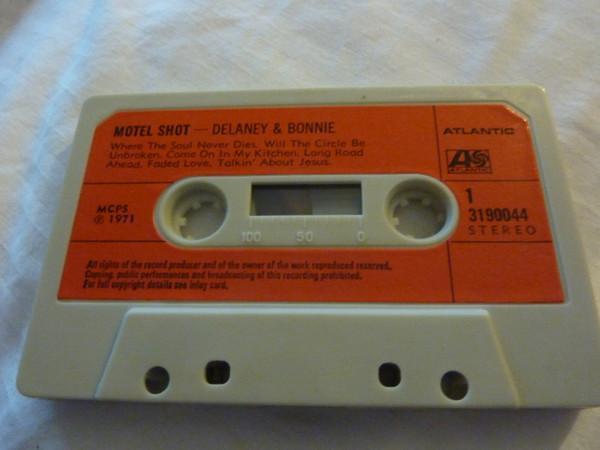 MOTEL SHOT — DELANEY & BONNIE
Where The Soul Never Dies, Will The Circle Be
Unbroken, Come On In My Kitchen, Long Road
Ahead, Faded Love, Talkin' About Jesus.
ATLANTIC
ATLANTIC
MCPS
℗ 1971
1
3190044
STEREO
100 50 0
All rights of the record producer and of the owner of the work reproduced reserved.
Copying, public performances and broadcasting of this recording prohibited.
For full copyright details see inlay card.